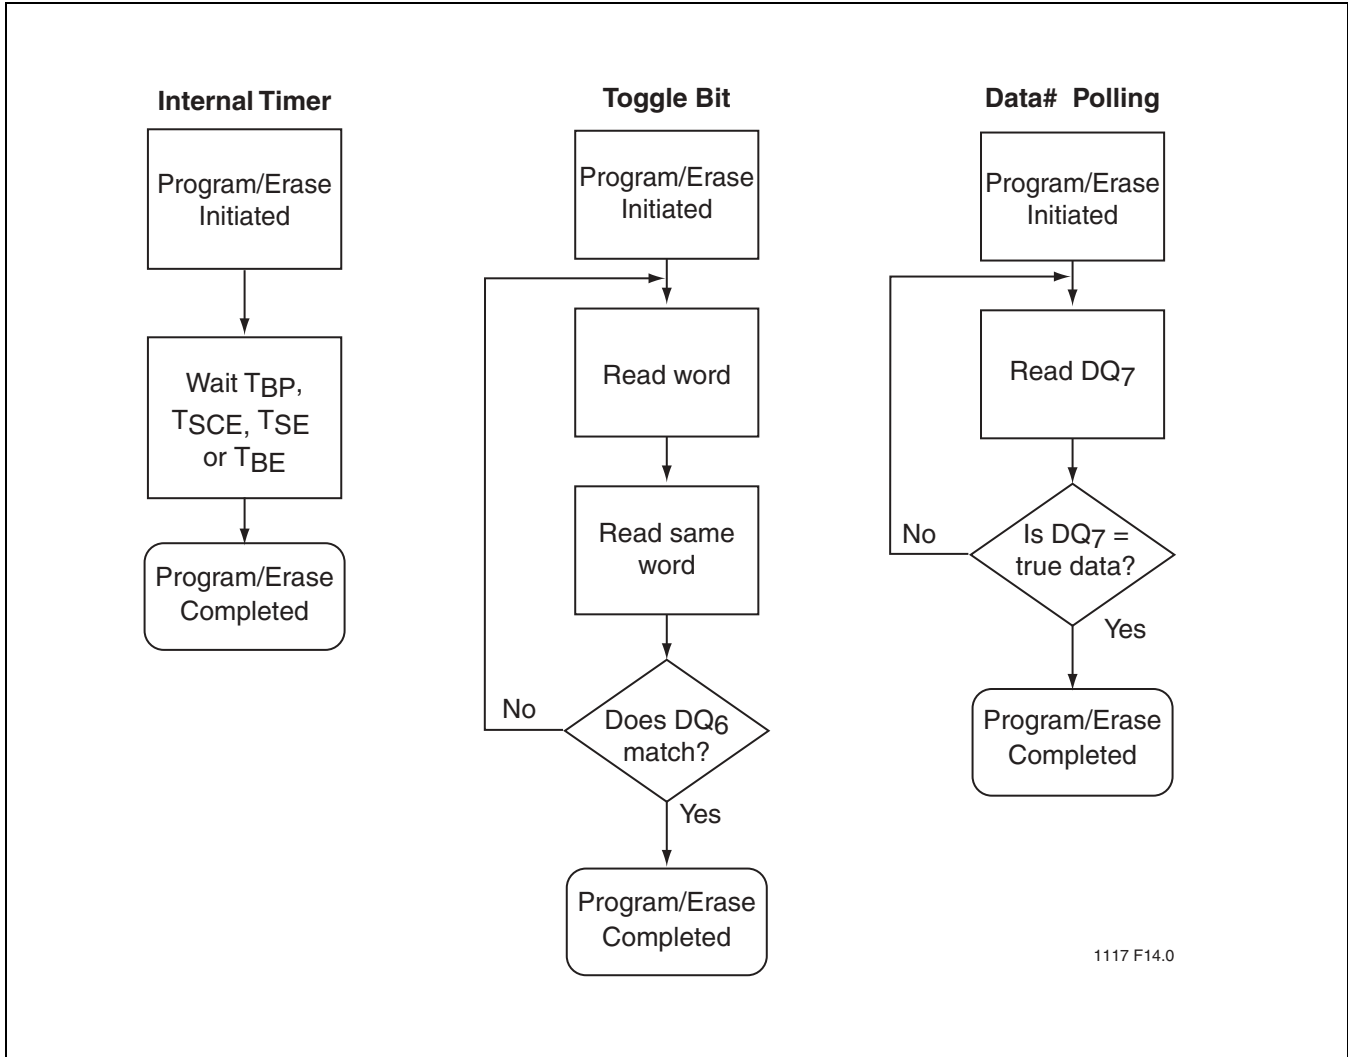 Internal Timer
Program/Erase
Initiated
Wait TBP,
TSCE, TSE
or TBE
Program/Erase
Completed
Toggle Bit
Program/Erase
Initiated
Read word
Read same
word
Does DQ6
match?
No
Yes
Program/Erase
Completed
Data# Polling
Program/Erase
Initiated
Read DQ7
Is DQ7 =
true data?
No
Yes
Program/Erase
Completed
1117 F14.0